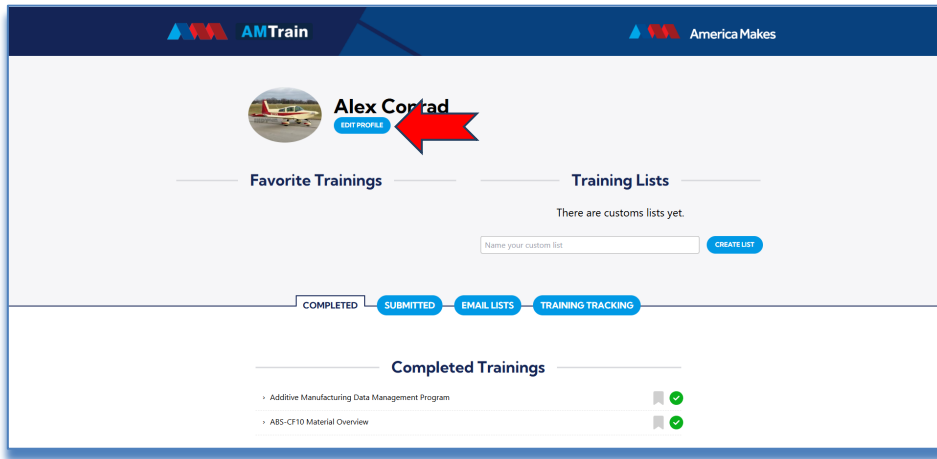 AMTrain
America Makes
Alex Conrad
EDIT PROFILE
Favorite Trainings
Training Lists
There are customs lists yet.
Name your custom list
CREATE LIST
COMPLETED
SUBMITTED
EMAIL LISTS
TRAINING TRACKING
Completed Trainings
Additive Manufacturing Data Management Program
ABS-CF10 Material Overview